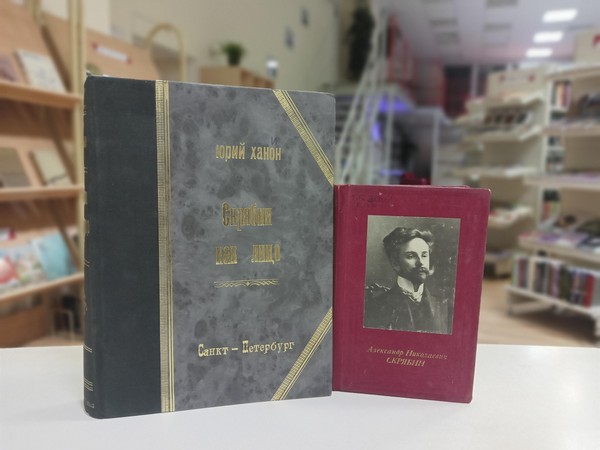 Юрий Ханон
Скрябин
как лицо
Санкт – Петербург
Александр Николаевич
СКРЯБИН